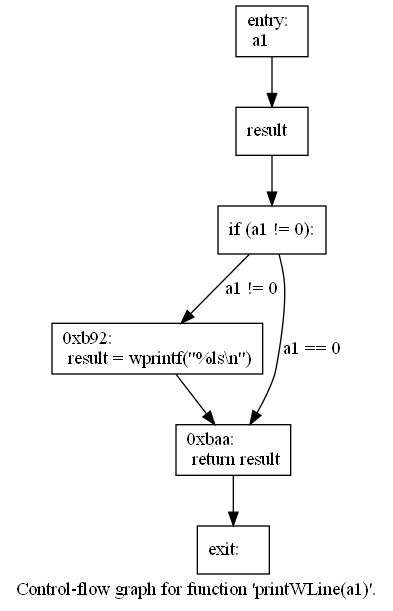 entry:
a1
result
if (a1 != 0):
a1 != 0
0xb92:
result = wprintf("%ls\n")
a1 == 0
0xbaa:
return result
exit:
Control-flow graph for function 'printWLine(a1)'.